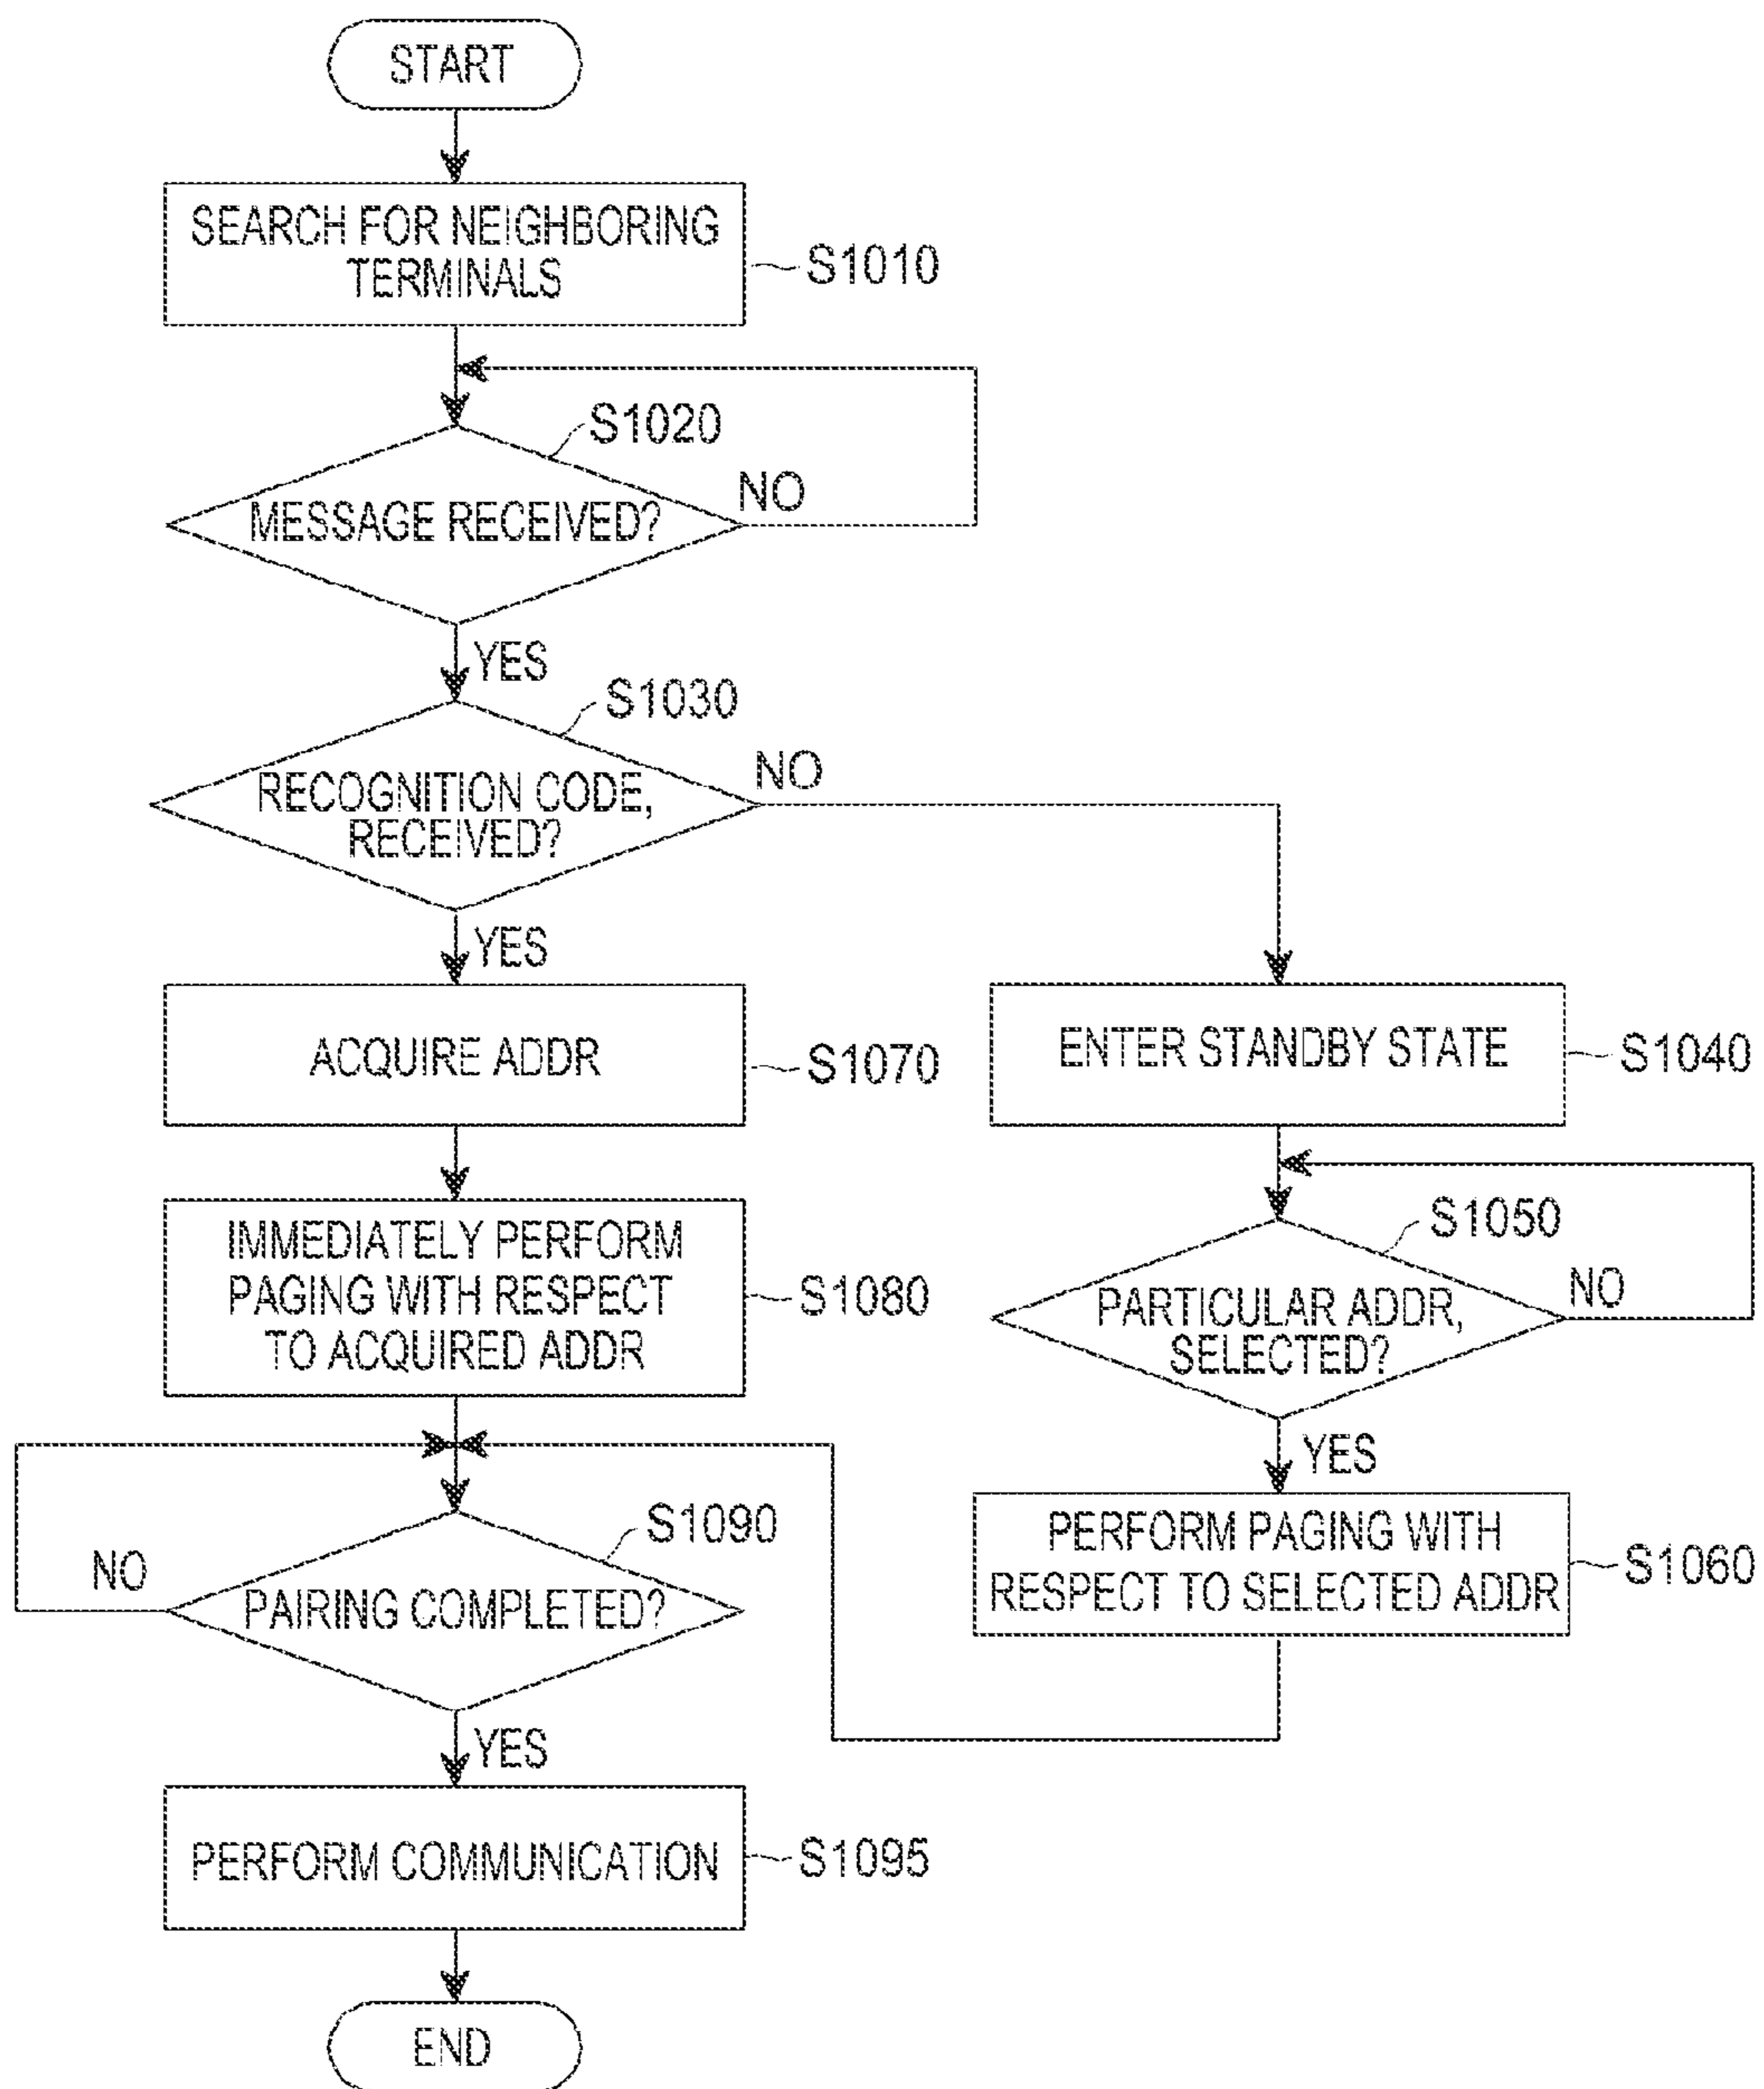 START
SEARCH FOR NEIGHBORING
TERMINALS
S1010
S1020
MESSAGE RECEIVED?
NO
YES
S1030
RECOGNITION CODE,
RECEIVED?
NO
YES
ACQUIRE ADDR
S1070
ENTER STANDBY STATE
S1040
IMMEDIATELY PERFORM
PAGING WITH RESPECT
TO ACQUIRED ADDR
S1080
S1050
PARTICULAR ADDR,
SELECTED?
NO
YES
PERFORM PAGING WITH
RESPECT TO SELECTED ADDR
S1060
S1090
PAIRING COMPLETED?
NO
YES
PERFORM COMMUNICATION
S1095
END